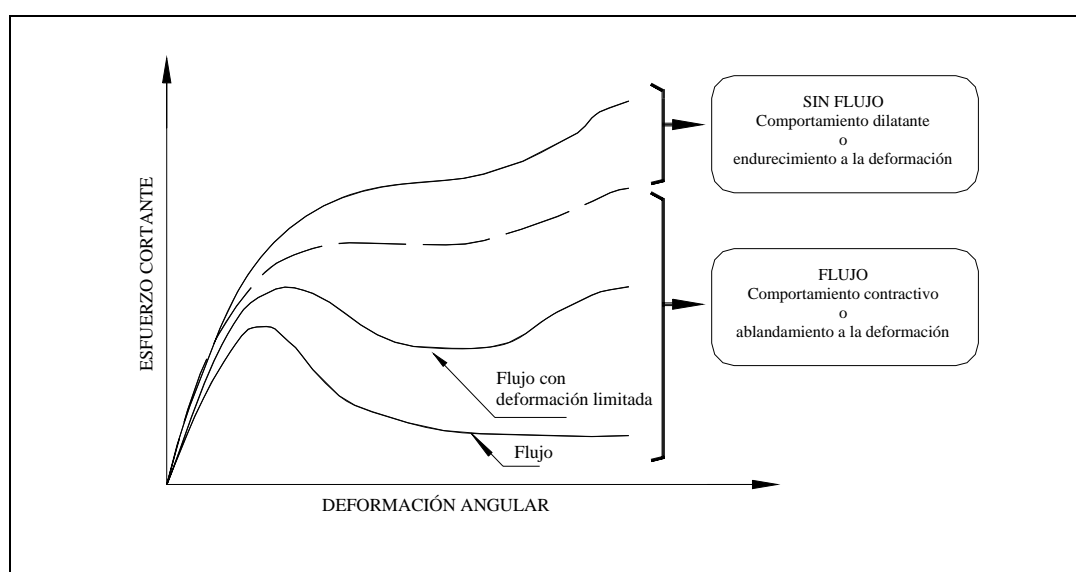 SIN FLUJO
Comportamiento dilatante
o
endurecimiento a la deformación
ESFUERZO CORTANTE
FLUJO
Comportamiento contractivo
o
ablandamiento a la deformación
Flujo con
deformación limitada
Flujo
DEFORMACIÓN ANGULAR